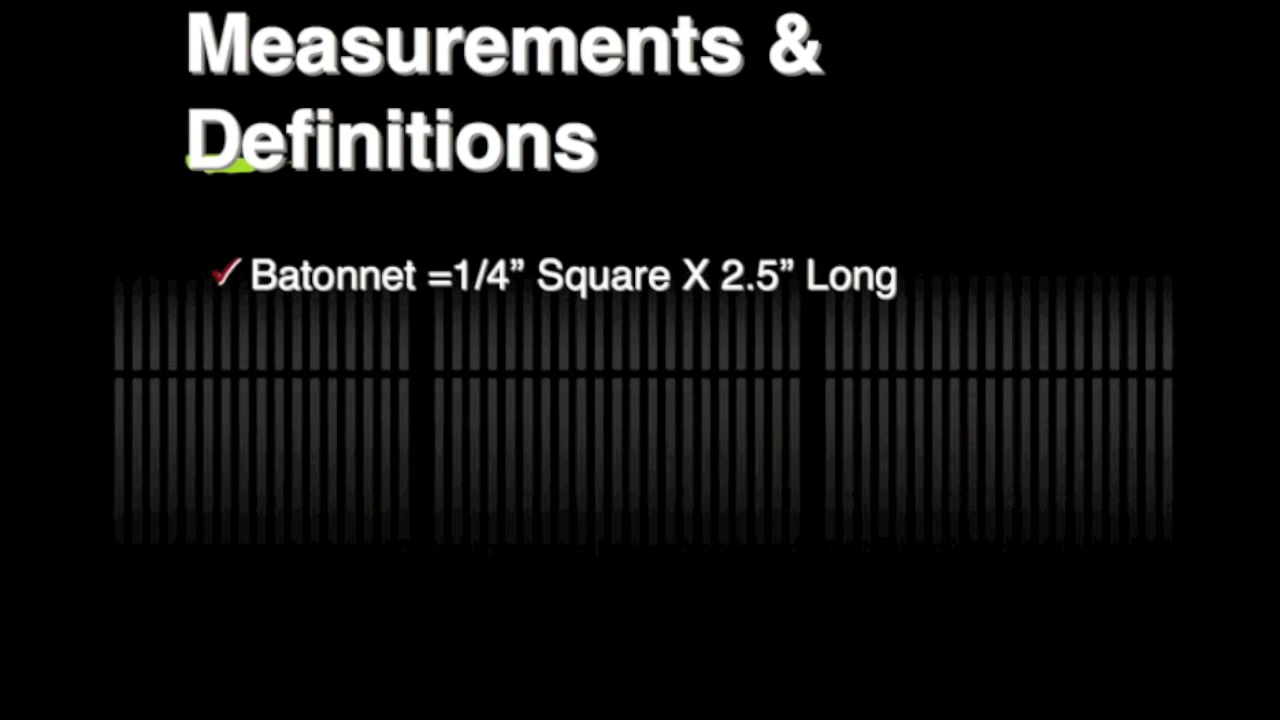 Measurements &
Definitions
✓ Batonnet =1/4” Square X 2.5” Long